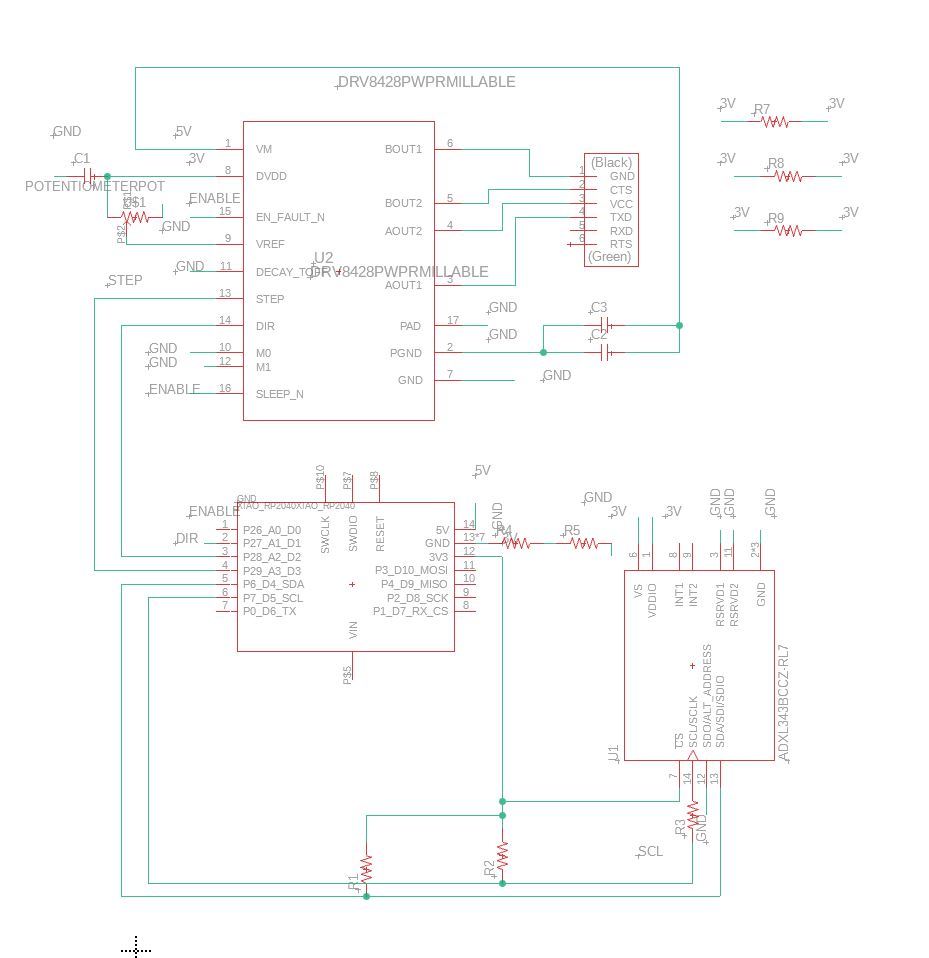 DRV8428PWPRMILLABLE
GND
5V
C1
3V
POTENTIOMETERPOT
ENABLE
GND
P$2
GND
STEP
GND
GND
ENABLE
1 VM
8 DVDD
15 EN_FAULT_N
9 VREF
11 DECAY_TOFF
13 STEP
14 DIR
10 M0
12 M1
16 SLEEP_N
U2
DRV8428PWPRMILLABLE
BOUT1 6
BOUT2 5
AOUT2 4
AOUT1 3
PAD 17
PGND 2
GND 7
(Black)
1 GND
2 CTS
3 VCC
4 TXD
5 RXD
6 RTS
(Green)
GND
GND
GND
C3
C2
3V R7 3V
3V R8 3V
3V R9 3V
ENABLE
DIR
GND
XIAO_RP2040XIAO_RP2040
P$10
P$7
P$8
SWCLK
SWDIO
RESET
1 P26_A0_D0
2 P27_A1_D1
3 P28_A2_D2
4 P29_A3_D3
5 P6_D4_SDA
6 P7_D5_SCL
7 P0_D6_TX
5V 14
GND 13*7
3V3 12
P3_D10_MOSI 11
P4_D9_MISO 10
P2_D8_SCK 9
P1_D7_RX_CS 8
VIN
P$5
5V
GND
R4
R5
GND
3V
3V
GND
GND
GND
6 VS
1 VDDIO
8 INT1
9 INT2
3 RSRVD1
11 RSRVD2
2*3 GND
CS 7
SCL/SCLK 14
SDO/ALT_ADDRESS 12
SDA/SDI/SDIO 13
U1
ADXL343BCCZ-RL7
R3
GND
SCL
R1
R2